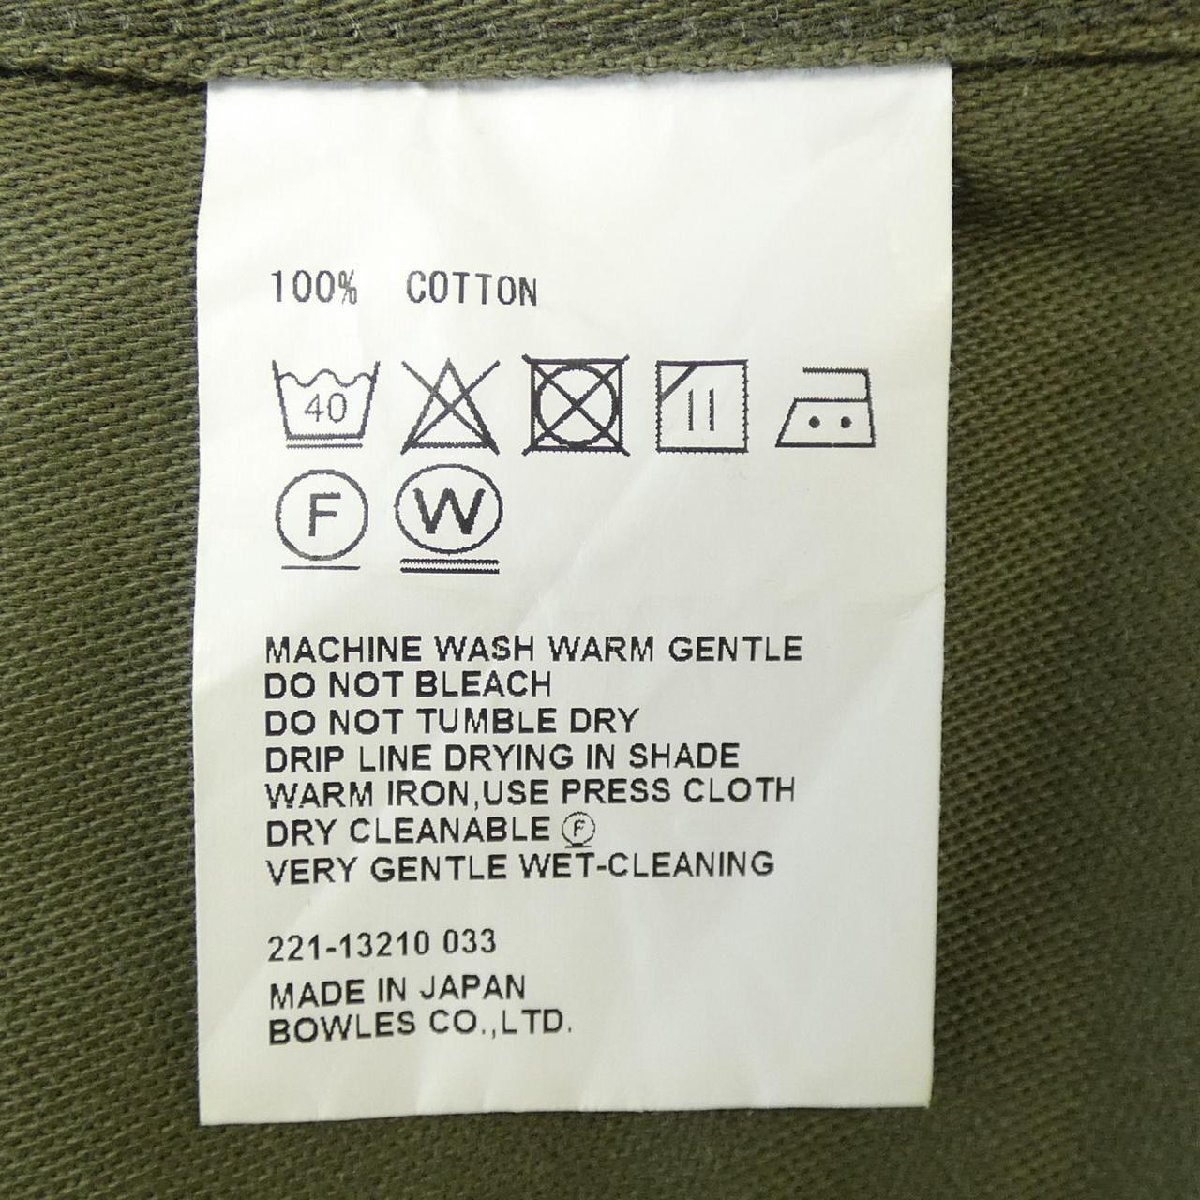 100% COTTON
40
F W
MACHINE WASH WARM GENTLE
DO NOT BLEACH
DO NOT TUMBLE DRY
DRIP LINE DRYING IN SHADE
WARM IRON,USE PRESS CLOTH
DRY CLEANABLE Ⓕ
VERY GENTLE WET-CLEANING
221-13210 033
MADE IN JAPAN
BOWLES CO.,LTD.